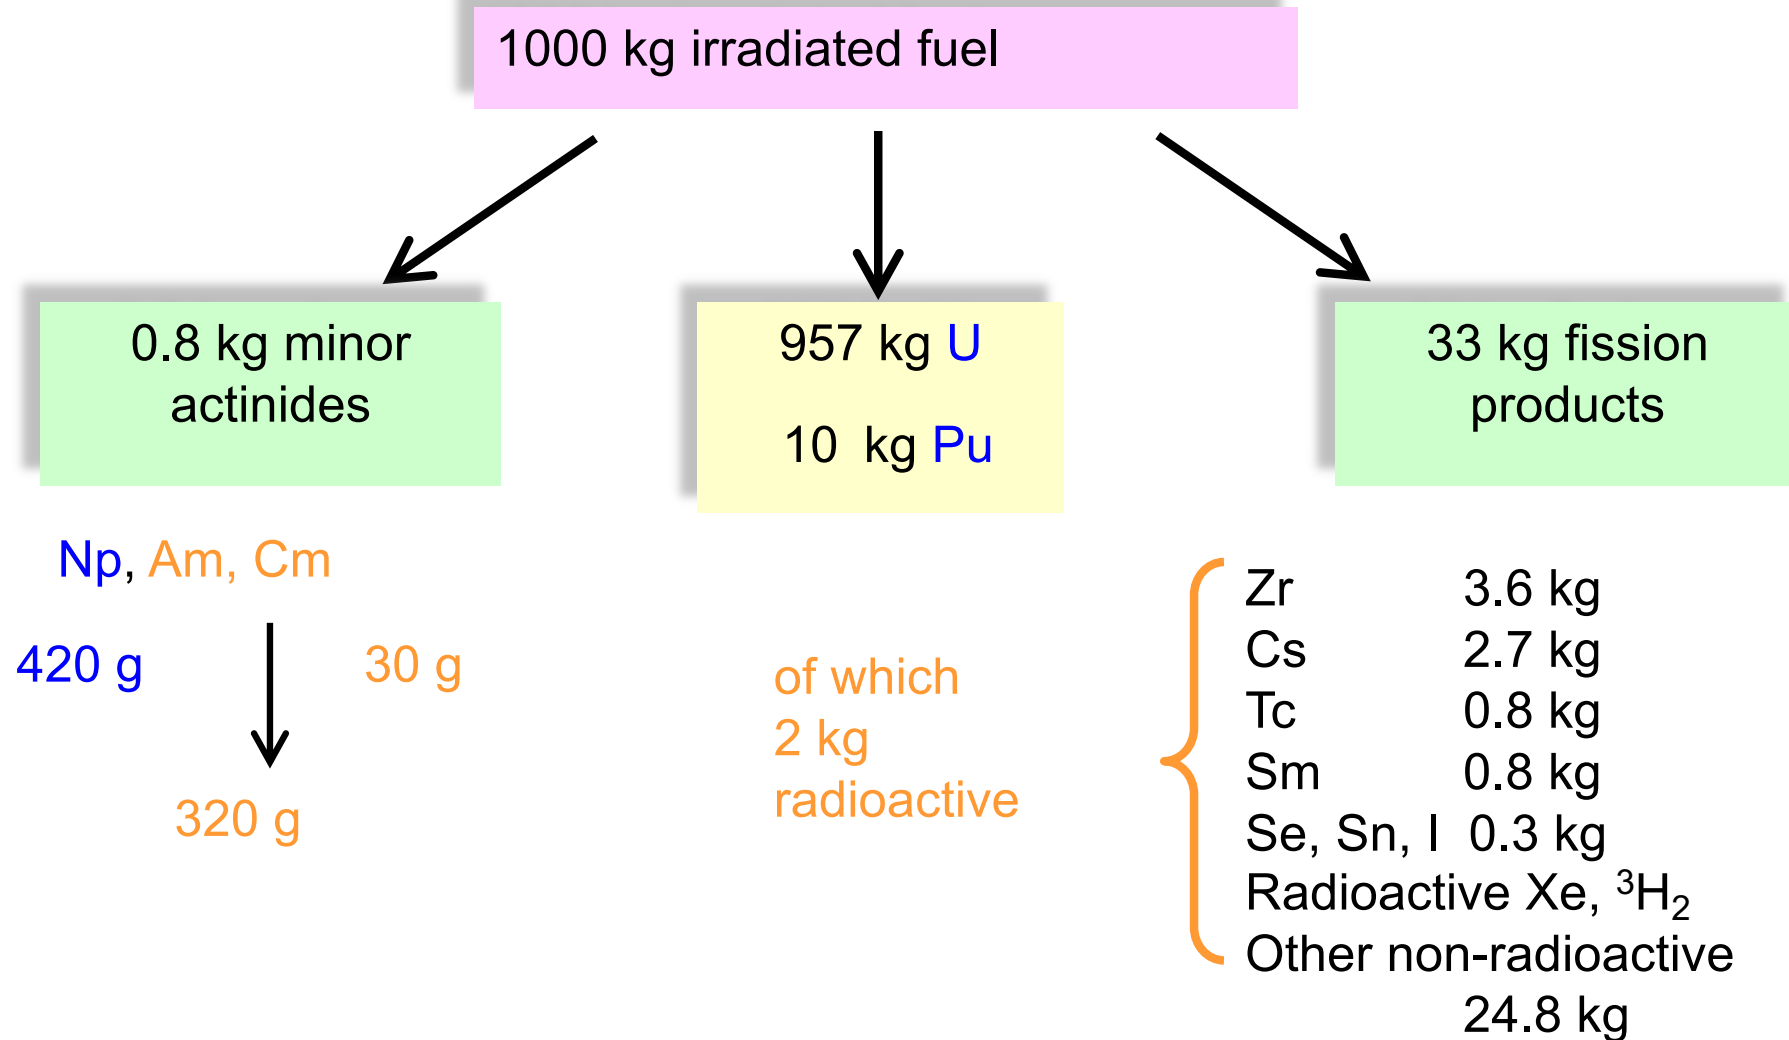 1000 kg irradiated fuel
0.8 kg minor
actinides
957 kg U
10 kg Pu
33 kg fission
products
Np, Am, Cm
420 g
30 g
320 g
of which
2 kg
radioactive
Zr 3.6 kg
Cs 2.7 kg
Tc 0.8 kg
Sm 0.8 kg
Se, Sn, I 0.3 kg
Radioactive Xe, ³H₂
Other non-radioactive
24.8 kg